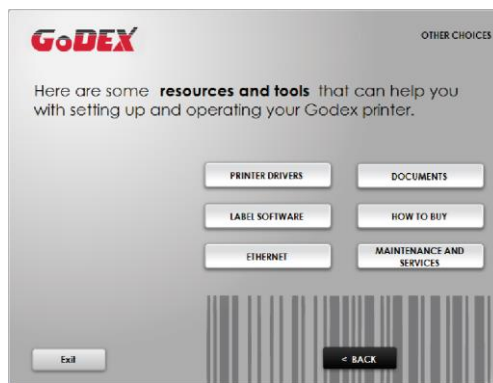 GoDEX
OTHER CHOICES
Here are some resources and tools that can help you
with setting up and operating your Godex printer.
PRINTER DRIVERS
DOCUMENTS
LABEL SOFTWARE
HOW TO BUY
ETHERNET
MAINTENANCE AND
SERVICES
Exit
< BACK